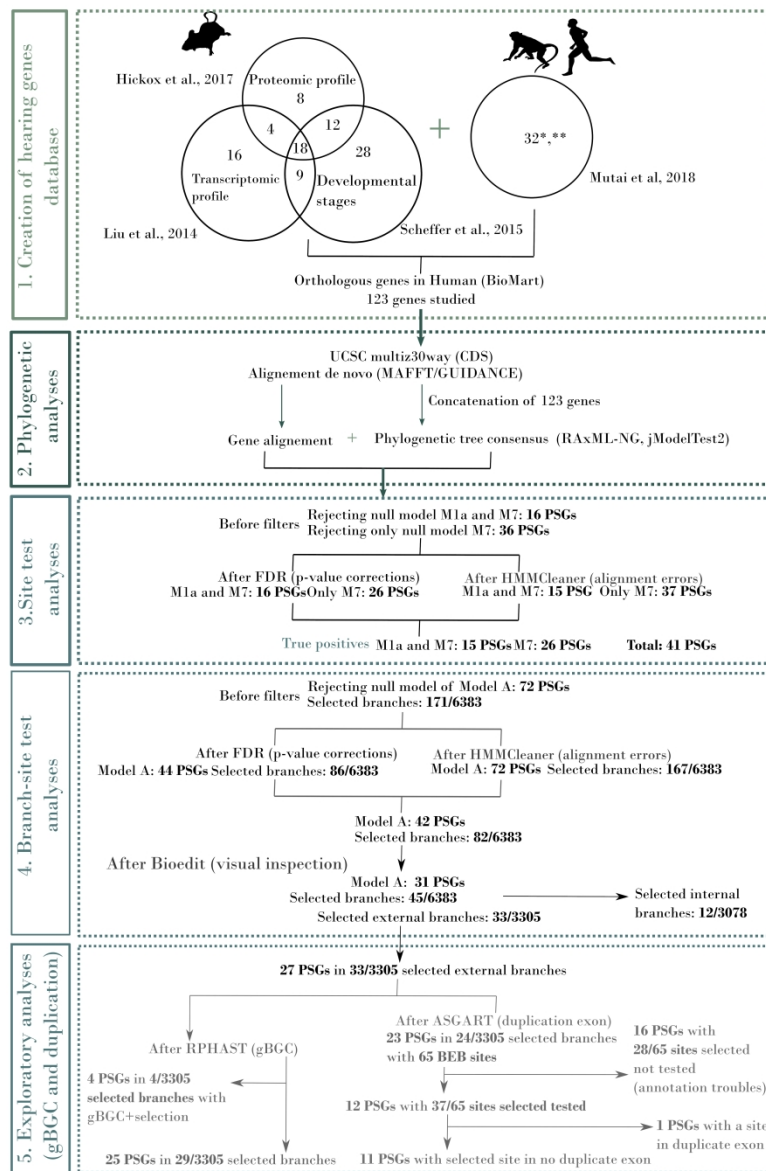 1. Creation of hearing genes database
Hickox et al., 2017
Proteomic profile
8
4
12
18
16
28
9
Transcriptomic profile
Developmental stages
Liu et al., 2014
Scheffer et al., 2015
+
32*,**
Mutai et al, 2018
Orthologous genes in Human (BioMart)
123 genes studied
2. Phylogenetic analyses
UCSC multiz30way (CDS)
Alignement de novo (MAFFT/GUIDANCE)
Concatenation of 123 genes
Gene alignement + Phylogenetic tree consensus (RAxML-NG, jModelTest2)
3.Site test analyses
Before filters
Rejecting null model M1a and M7: 16 PSGs
Rejecting only null model M7: 36 PSGs
After FDR (p-value corrections)
M1a and M7: 16 PSGsOnly M7: 26 PSGs
After HMMCleaner (alignment errors)
M1a and M7: 15 PSG Only M7: 37 PSGs
True positives M1a and M7: 15 PSGs M7: 26 PSGs Total: 41 PSGs
4. Branch-site test analyses
Before filters
Rejecting null model of Model A: 72 PSGs
Selected branches: 171/6383
After FDR (p-value corrections)
Model A: 44 PSGs Selected branches: 86/6383
After HMMCleaner (alignment errors)
Model A: 72 PSGs Selected branches: 167/6383
Model A: 42 PSGs
Selected branches: 82/6383
After Bioedit (visual inspection)
Model A: 31 PSGs
Selected branches: 45/6383
Selected external branches: 33/3305
Selected internal
branches: 12/3078
5. Exploratory analyses (gBGC and duplication)
27 PSGs in 33/3305 selected external branches
After RPHAST (gBGC)
4 PSGs in 4/3305
selected branches with
gBGC+selection
25 PSGs in 29/3305 selected branches
After ASGART (duplication exon)
23 PSGs in 24/3305 selected branches
with 65 BEB sites
16 PSGs with
28/65 sites selected
not tested
(annotation troubles)
12 PSGs with 37/65 sites selected tested
1 PSGs with a site
in duplicate exon
11 PSGs with selected site in no duplicate exon